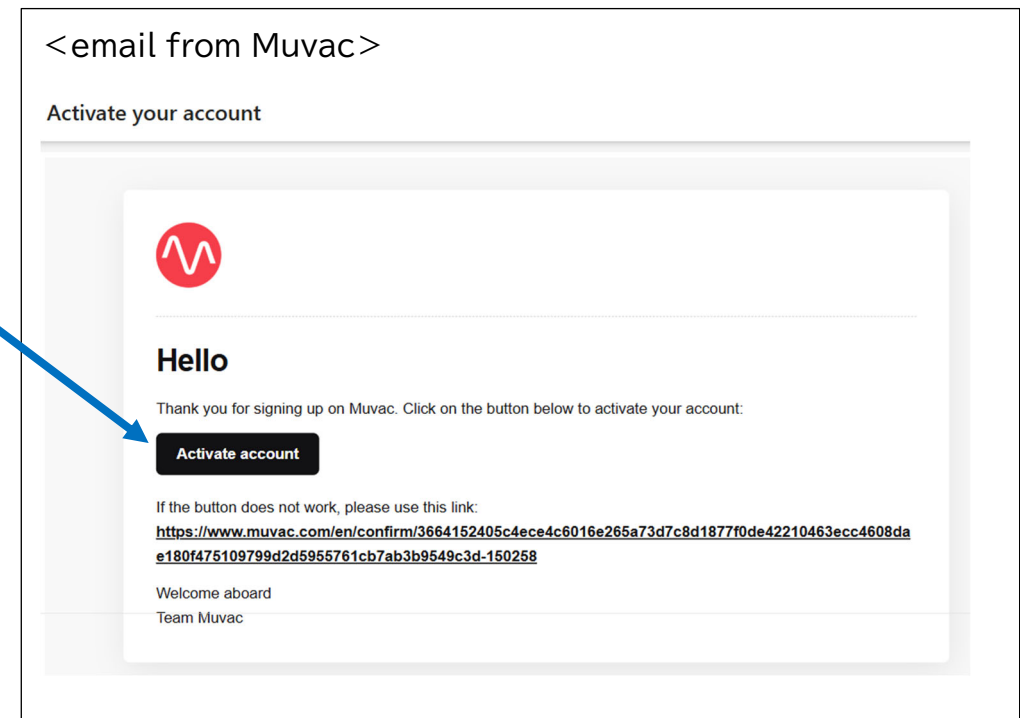 <email from Muvac>
Activate your account
Hello
Thank you for signing up on Muvac. Click on the button below to activate your account:
Activate account
If the button does not work, please use this link:
https://www.muvac.com/en/confirm/3664152405c4ece4c6016e265a73d7c8d1877f0de42210463ecc4608da
e180f475109799d2d5955761cb7ab3b9549c3d-150258
Welcome aboard
Team Muvac